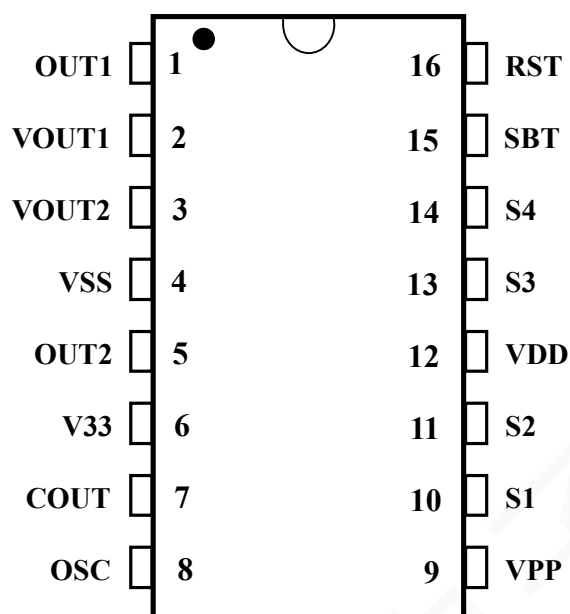 OUT1 1 16 RST
VOUT1 2 15 SBT
VOUT2 3 14 S4
VSS 4 13 S3
OUT2 5 12 VDD
V33 6 11 S2
COUT 7 10 S1
OSC 8 9 VPP